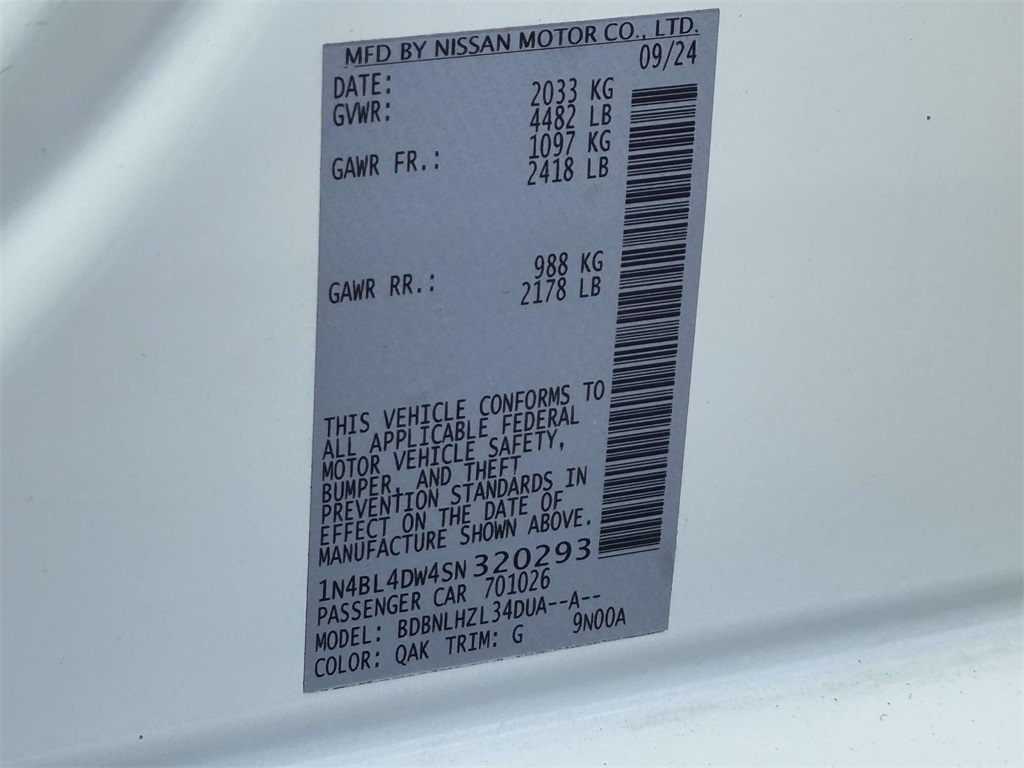 MFD BY NISSAN MOTOR CO., LTD.
DATE: 09/24
GVWR: 2033 KG
4482 LB
GAWR FR.: 1097 KG
2418 LB
GAWR RR.: 988 KG
2178 LB
THIS VEHICLE CONFORMS TO
ALL APPLICABLE FEDERAL
MOTOR VEHICLE SAFETY,
BUMPER, AND THEFT
PREVENTION STANDARDS IN
EFFECT ON THE DATE OF
MANUFACTURE SHOWN ABOVE.
1N4BL4DW4SN320293
PASSENGER CAR 701026
MODEL: BDBNLHZL34DUA--A--
COLOR: QAK TRIM: G 9N00A